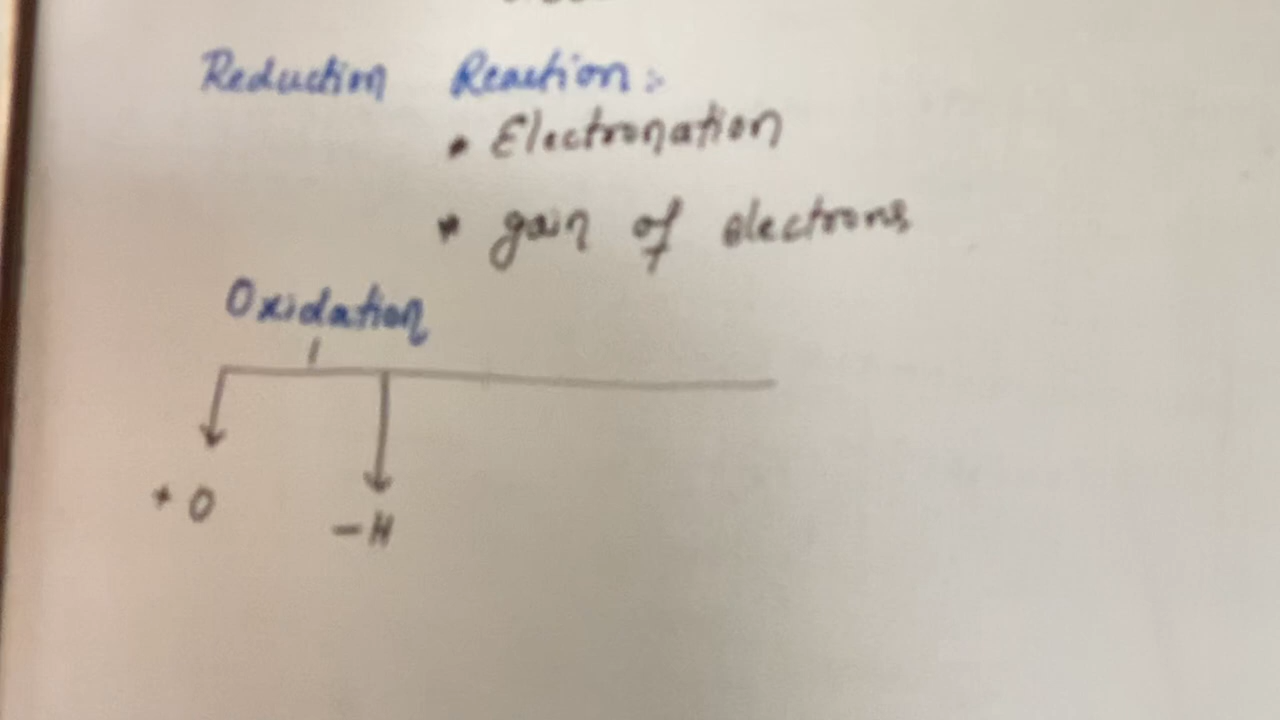 Reduction Reaction:-
* Electronation
* gain of electrons
Oxidation
+ O
- H